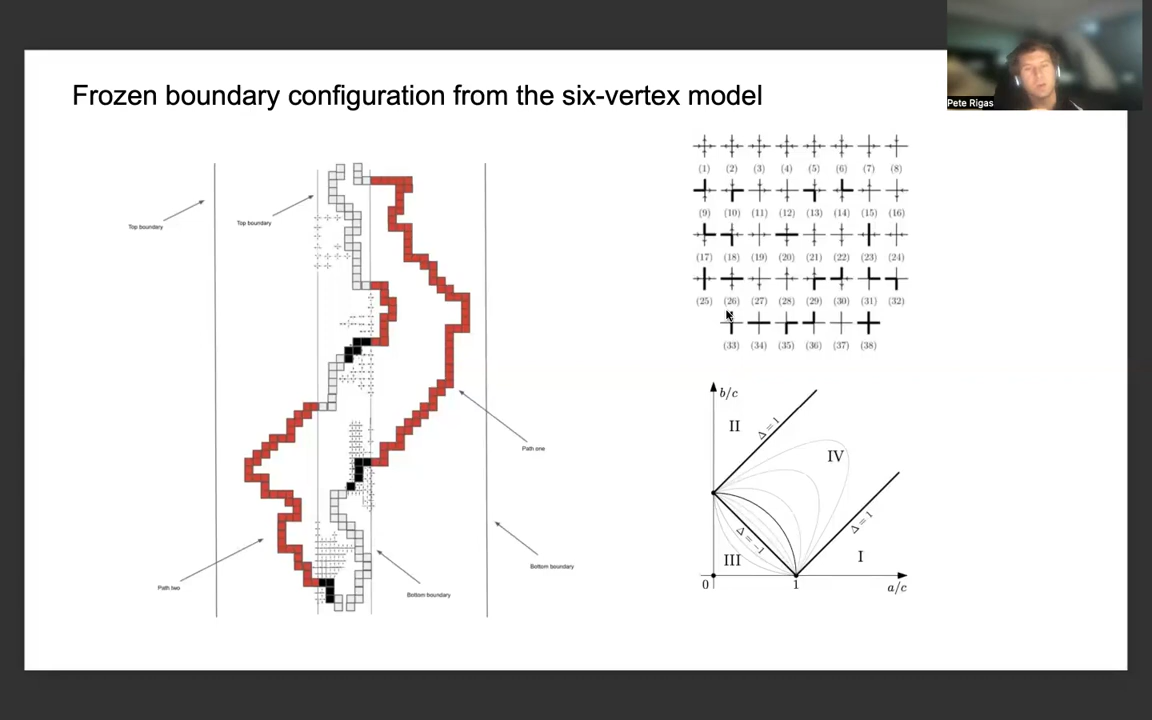 Frozen boundary configuration from the six-vertex model
Pete Rigas
Top boundary
Top boundary
Path one
Bottom boundary
Path two
Bottom boundary
(1) (2) (3) (4) (5) (6) (7) (8)
(9) (10) (11) (12) (13) (14) (15) (16)
(17) (18) (19) (20) (21) (22) (23) (24)
(25) (26) (27) (28) (29) (30) (31) (32)
(33) (34) (35) (36) (37) (38)
b/c
II
Δ = 1
IV
Δ = 1
Δ = -1
III
I
0
1
a/c